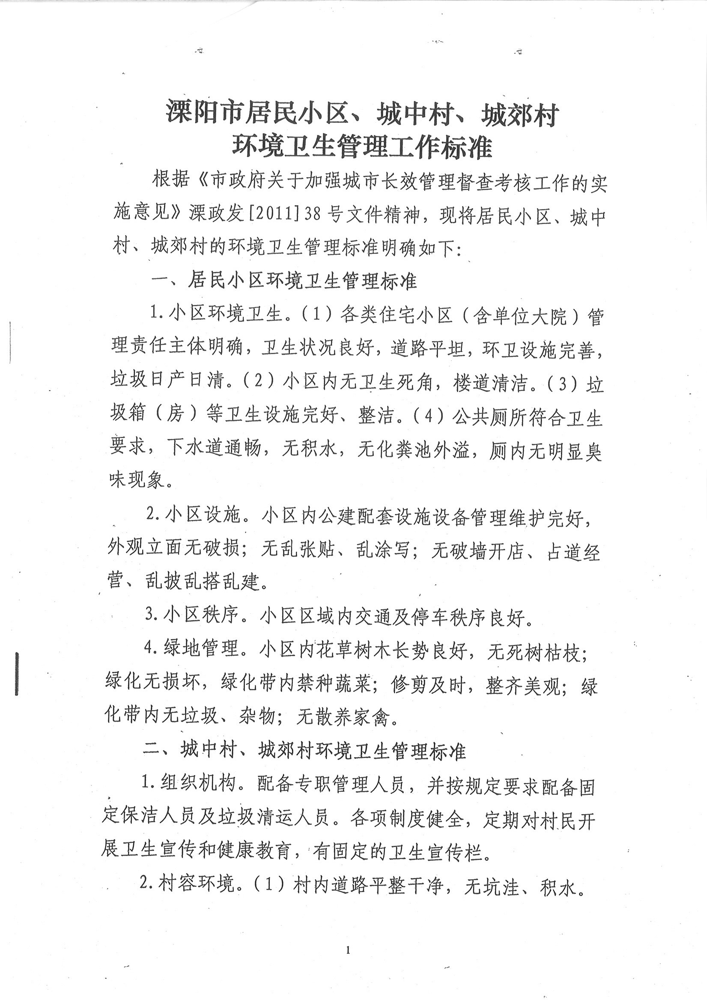 溧阳市居民小区、城中村、城郊村
环境卫生管理工作标准
根据《市政府关于加强城市长效管理督查考核工作的实
施意见》溧政发[2011]38号文件精神，现将居民小区、城中
村、城郊村的环境卫生管理标准明确如下：
一、居民小区环境卫生管理标准
1.小区环境卫生。（1）各类住宅小区（含单位大院）管
理责任主体明确，卫生状况良好，道路平坦，环卫设施完善，
垃圾日产日清。（2）小区内无卫生死角，楼道清洁。（3）垃
圾箱（房）等卫生设施完好、整洁。（4）公共厕所符合卫生
要求，下水道通畅，无积水，无化粪池外溢，厕内无明显臭
味现象。
2.小区设施。小区内公建配套设施设备管理维护完好，
外观立面无破损；无乱张贴、乱涂写；无破墙开店、占道经
营、乱披乱搭乱建。
3.小区秩序。小区区域内交通及停车秩序良好。
4.绿地管理。小区内花草树木长势良好，无死树枯枝；
绿化无损坏，绿化带内禁种蔬菜；修剪及时，整齐美观；绿
化带内无垃圾、杂物；无散养家禽。
二、城中村、城郊村环境卫生管理标准
1.组织机构。配备专职管理人员，并按规定要求配备固
定保洁人员及垃圾清运人员。各项制度健全，定期对村民开
展卫生宣传和健康教育，有固定的卫生宣传栏。
2.村容环境。（1）村内道路平整干净，无坑洼、积水。
1